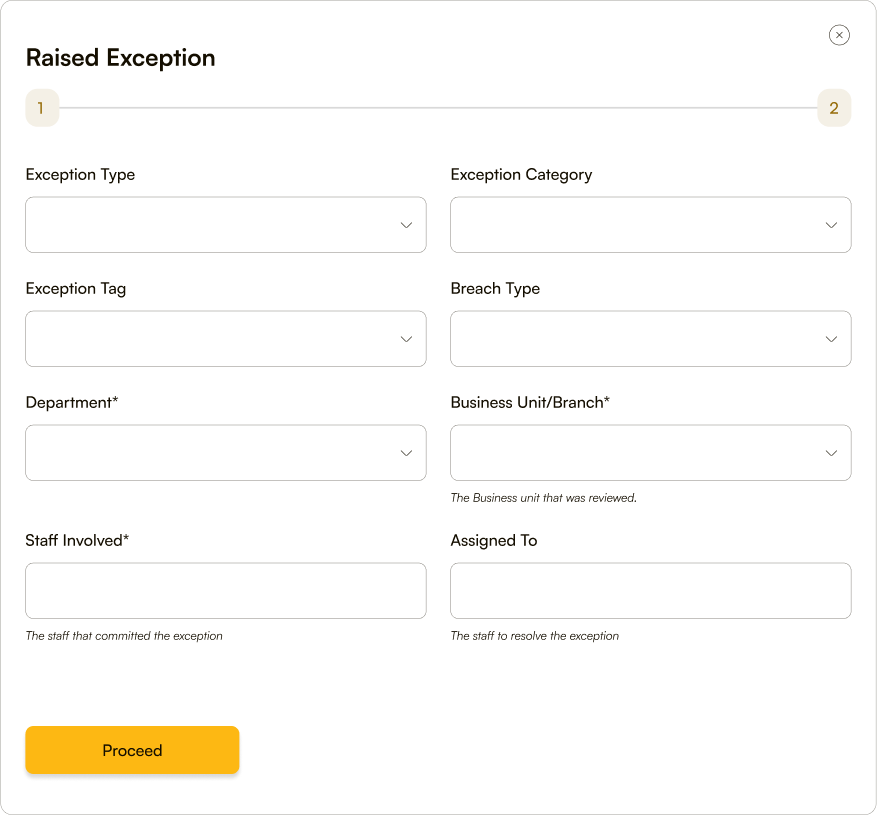 Raised Exception
1
2
Exception Type
Exception Category
Exception Tag
Breach Type
Department*
Business Unit/Branch*
The Business unit that was reviewed.
Staff Involved*
Assigned To
The staff that committed the exception
The staff to resolve the exception
Proceed